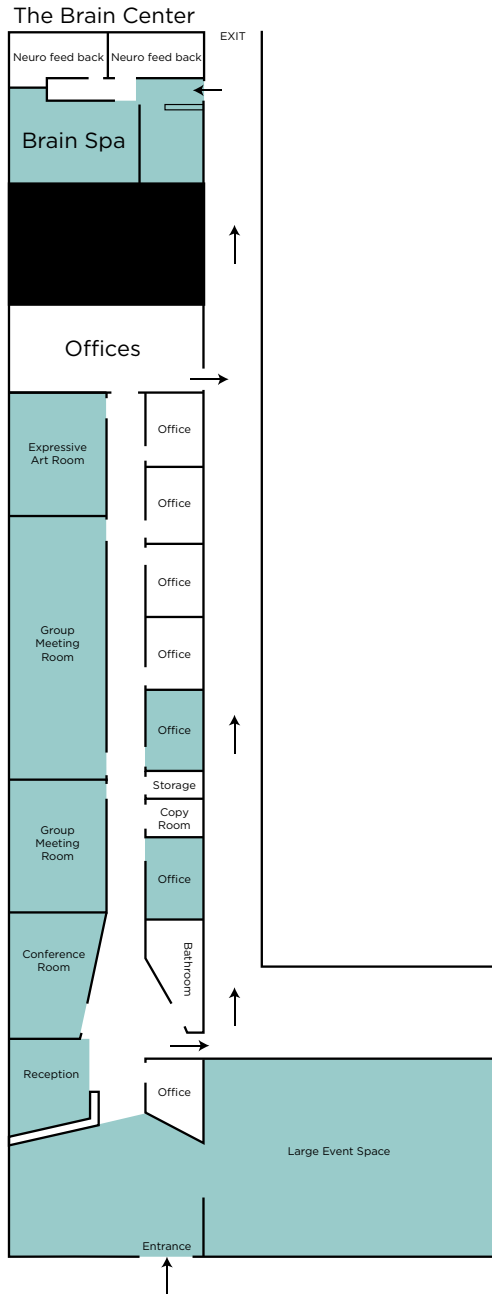 The Brain Center
EXIT
Neuro feed back
Neuro feed back
Brain Spa
Offices
Office
Expressive
Art Room
Office
Office
Group
Meeting
Room
Office
Office
Storage
Copy
Room
Group
Meeting
Room
Office
Conference
Room
Bathroom
Reception
Office
Large Event Space
Entrance